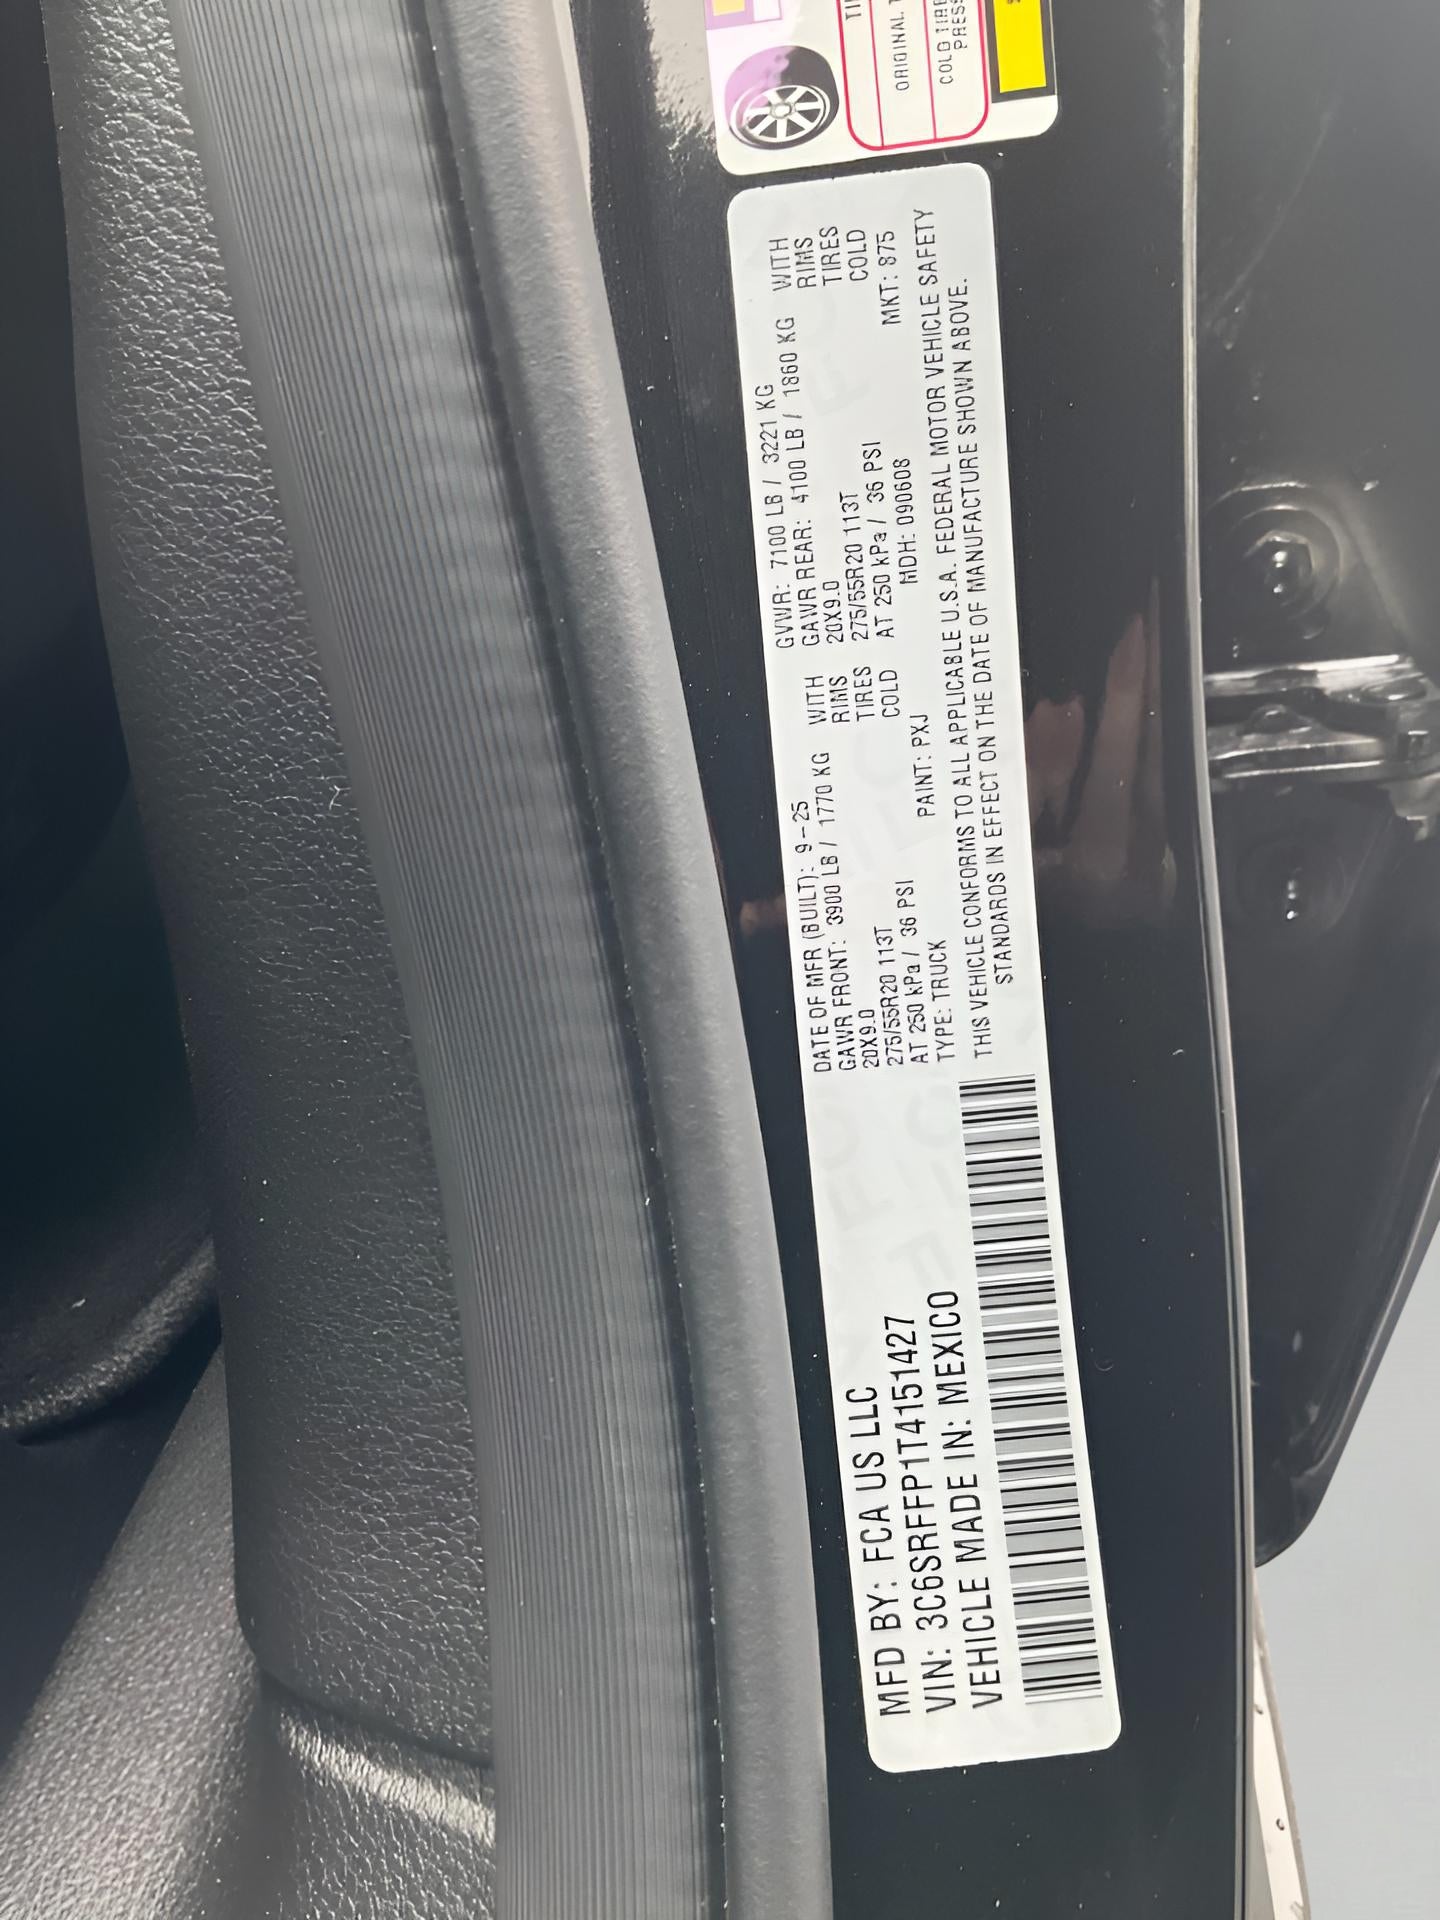 ORIGINAL
COLD TIRE
PRESS
MFD BY: FCA US LLC
VIN: 3C6SRFFP1T4151427
VEHICLE MADE IN: MEXICO
DATE OF MFR (BUILT): 9-25 GVWR: 7100 LB / 3221 KG
GAWR FRONT: 3900 LB / 1770 KG WITH GAWR REAR: 4100 LB / 1860 KG WITH
20X9.0 RIMS 20X9.0 RIMS
275/55R20 113T TIRES 275/55R20 113T TIRES
AT 250 kPa / 36 PSI COLD AT 250 kPa / 36 PSI COLD
TYPE: TRUCK PAINT: PXJ MDH: 090608 MKT: 875
THIS VEHICLE CONFORMS TO ALL APPLICABLE U.S.A. FEDERAL MOTOR VEHICLE SAFETY
STANDARDS IN EFFECT ON THE DATE OF MANUFACTURE SHOWN ABOVE.